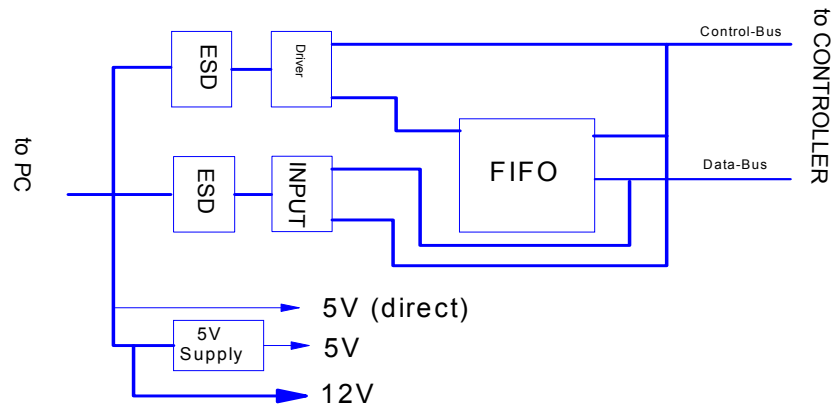 to PC
ESD
Driver
Control-Bus
to CONTROLLER
ESD
INPUT
FIFO
Data-Bus
5V (direct)
5V
Supply
5V
12V